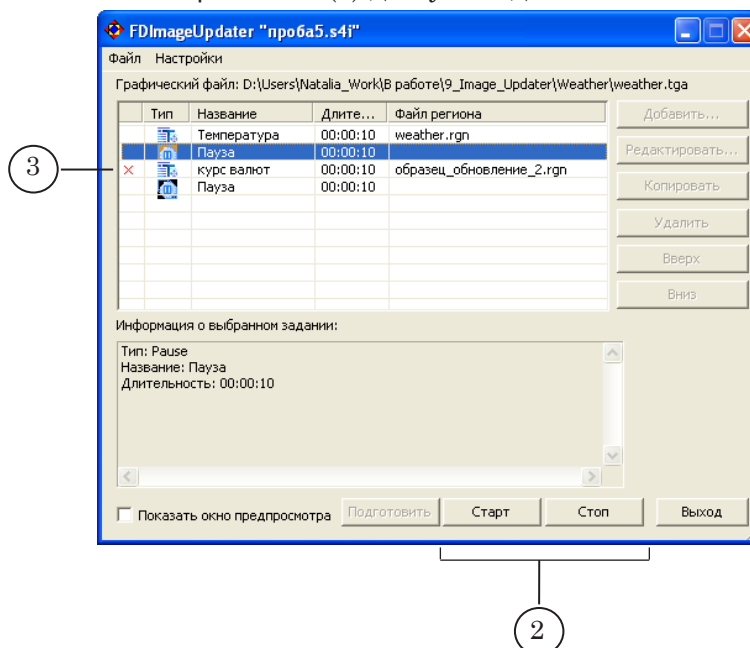 FDImageUpdater "проба5.s4i"
Файл Настройки
Графический файл: D:\Users\Natalia_Work\В работе\9_Image_Updater\Weather\weather.tga
Тип Название Длите... Файл региона
Температура 00:00:10 weather.rgn
Пауза 00:00:10
курс валют 00:00:10 образец_обновление_2.rgn
Пауза 00:00:10
Добавить...
Редактировать...
Копировать
Удалить
Вверх
Вниз
3
Информация о выбранном задании:
Тип: Pause
Название: Пауза
Длительность: 00:00:10
Показать окно предпросмотра Подготовить Старт Стоп Выход
2